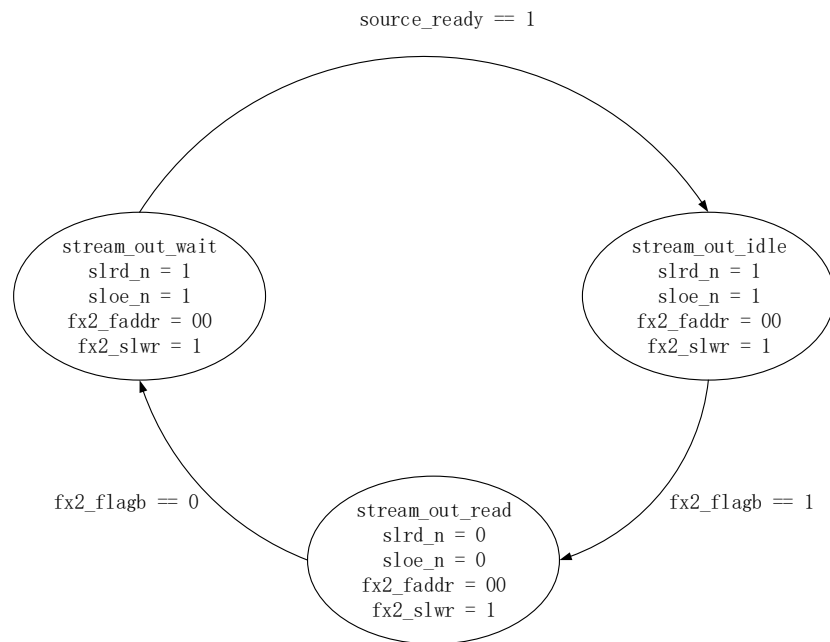 source_ready == 1
stream_out_wait
slrd_n = 1
sloe_n = 1
fx2_faddr = 00
fx2_slwr = 1
stream_out_idle
slrd_n = 1
sloe_n = 1
fx2_faddr = 00
fx2_slwr = 1
fx2_flagb == 0
stream_out_read
slrd_n = 0
sloe_n = 0
fx2_faddr = 00
fx2_slwr = 1
fx2_flagb == 1